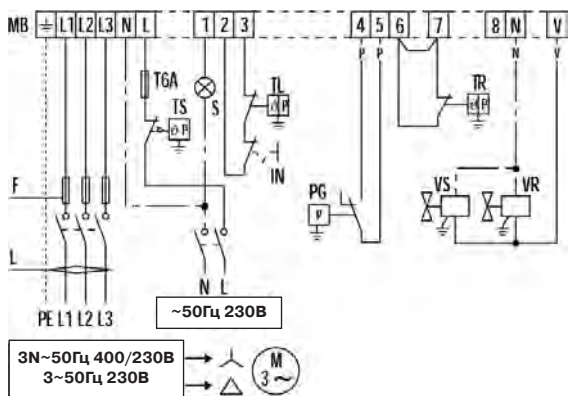 MB L1 L2 L3 N L 1 2 3 4 5 6 7 8 N V
P P N V
T6A
TS
S
TL
TR
ϑ P
ϑ P
ϑ P
IN
F
PG
P
VS
VR
L
N L
~50Гц 230В
PE L1 L2 L3
3N~50Гц 400/230В
3~50Гц 230В
M
3~